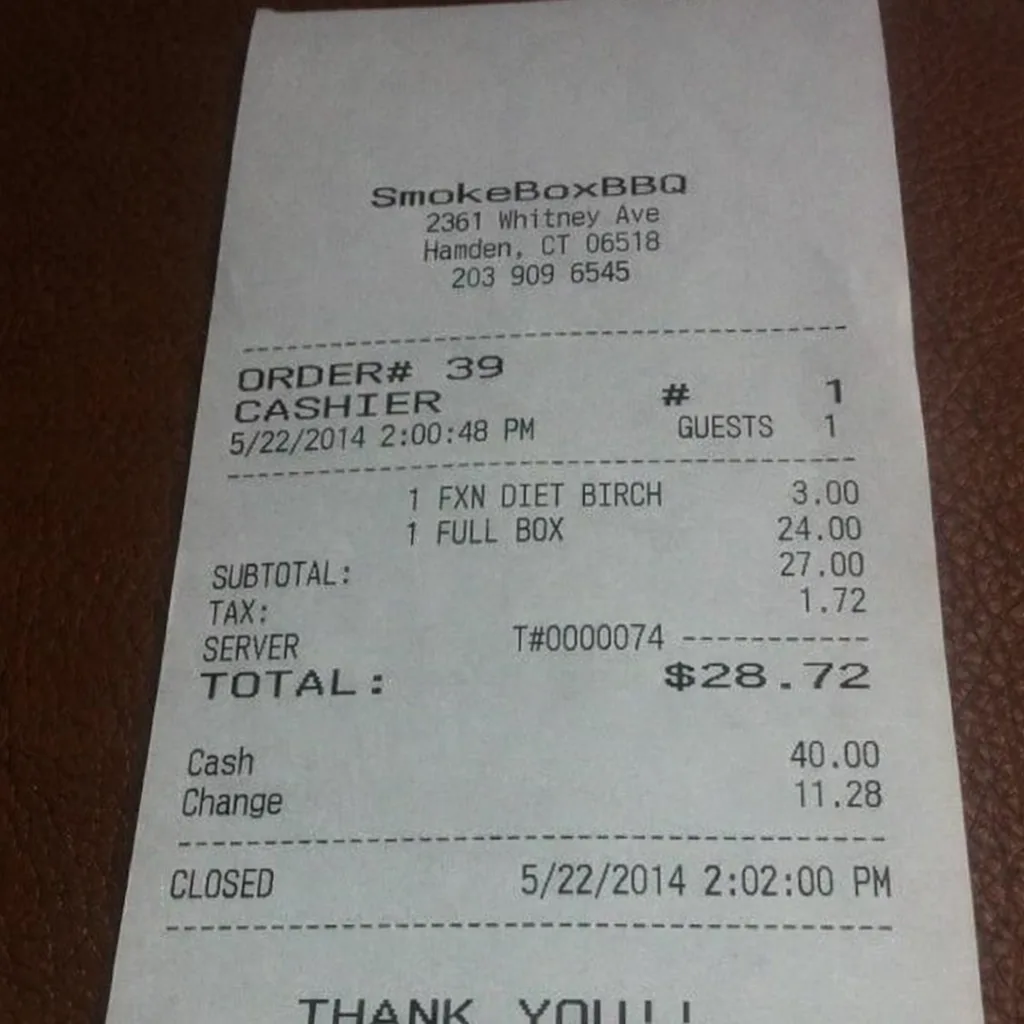 SmokeBoxBBQ
2361 Whitney Ave
Hamden, CT 06518
203 909 6545
ORDER# 39
CASHIER # 1
5/22/2014 2:00:48 PM GUESTS 1
1 FXN DIET BIRCH 3.00
1 FULL BOX 24.00
SUBTOTAL: 27.00
TAX: 1.72
SERVER T#0000074 -----------
TOTAL: $28.72
Cash 40.00
Change 11.28
CLOSED 5/22/2014 2:02:00 PM
THANK YOU!!